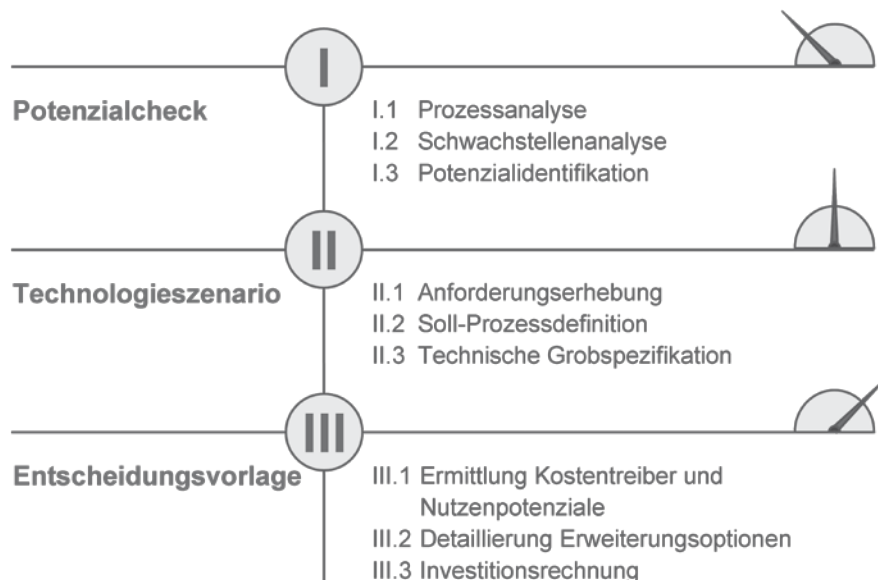 I
Potenzialcheck
I.1 Prozessanalyse
I.2 Schwachstellenanalyse
I.3 Potenzialidentifikation
II
Technologieszenario
II.1 Anforderungserhebung
II.2 Soll-Prozessdefinition
II.3 Technische Grobspezifikation
III
Entscheidungsvorlage
III.1 Ermittlung Kostentreiber und
Nutzenpotenziale
III.2 Detaillierung Erweiterungsoptionen
III.3 Investitionsrechnung